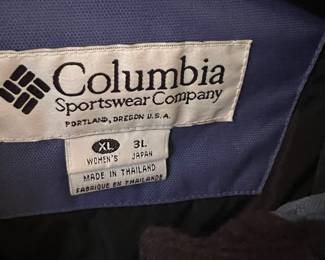 Columbia
Sportswear Company
PORTLAND, OREGON U.S.A.
XL 3L
WOMEN'S JAPAN
MADE IN THAILAND
FABRIQUE EN THAILANDE